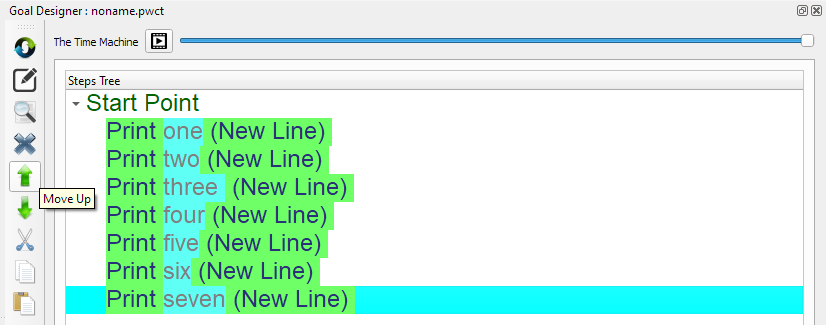 Goal Designer : noname.pwct
The Time Machine
Steps Tree
Start Point
Print one (New Line)
Print two (New Line)
Print three (New Line)
Move Up
Print four (New Line)
Print five (New Line)
Print six (New Line)
Print seven (New Line)